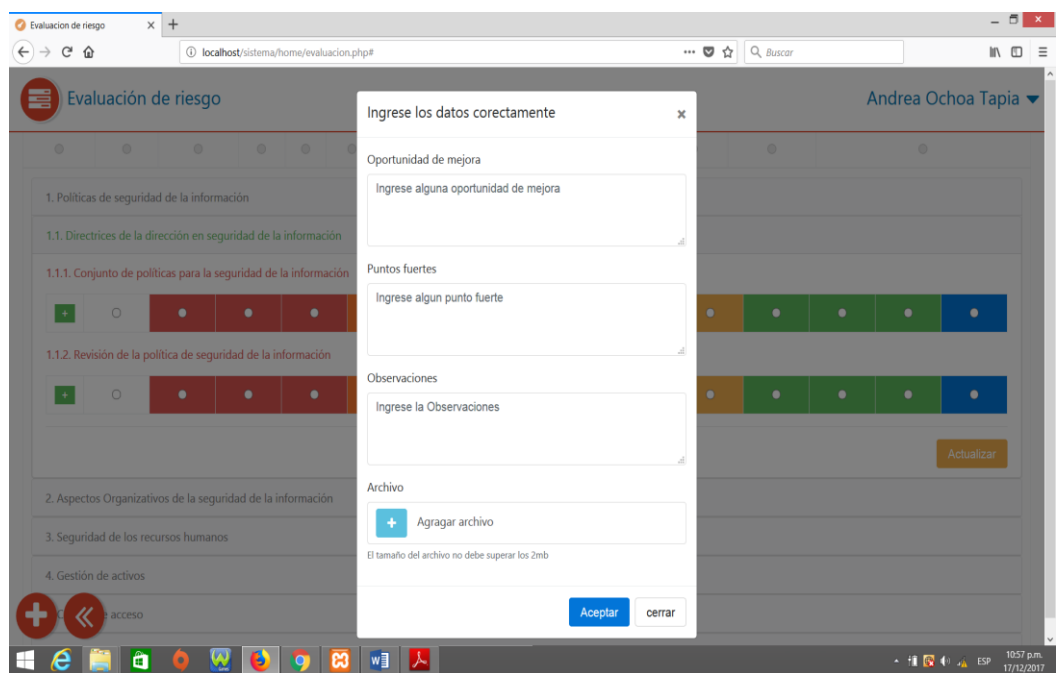 Evaluacion de riesgo
localhost/sistema/home/evaluacion.php#
Buscar
Evaluación de riesgo
Andrea Ochoa Tapia
Ingrese los datos correctamente
Oportunidad de mejora
Ingrese alguna oportunidad de mejora
Puntos fuertes
Ingrese algun punto fuerte
Observaciones
Ingrese la Observaciones
Archivo
Agragar archivo
El tamaño del archivo no debe superar los 2mb
Aceptar
cerrar
1. Políticas de seguridad de la información
1.1. Directrices de la dirección en seguridad de la información
1.1.1. Conjunto de políticas para la seguridad de la información
1.1.2. Revisión de la política de seguridad de la información
Actualizar
2. Aspectos Organizativos de la seguridad de la información
3. Seguridad de los recursos humanos
4. Gestión de activos
acceso
ESP
10:57 p.m.
17/12/2017